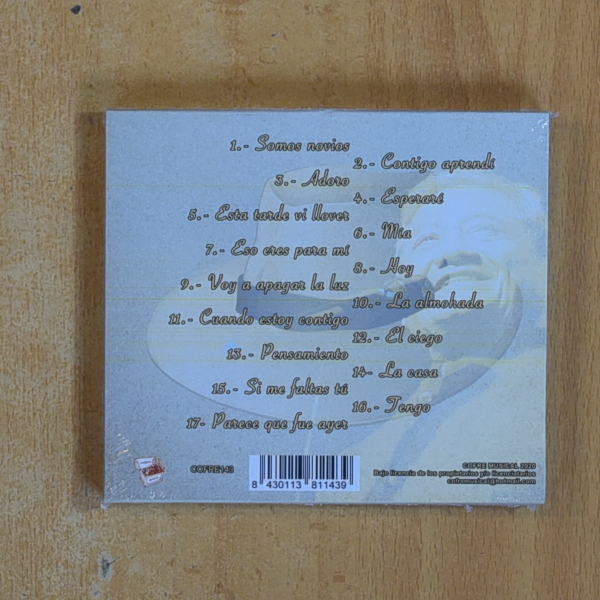 1.- Somos novios
2.- Contigo aprendí
3.- Adoro
4.- Esperaré
5.- Esta tarde vi llover
6.- Mía
7.- Eso eres para mí
8.- Hoy
9.- Voy a apagar la luz
10.- La almohada
11.- Cuando estoy contigo
12.- El ciego
13.- Pensamiento
14- La casa
15.- Si me faltas tú
16.- Tengo
17- Parece que fue ayer
COFRE143
8 430113 811439
COFRE MUSICAL 2020
Bajo licencia de los propietarios y/o licenciatarios
cofremusical@hotmail.com